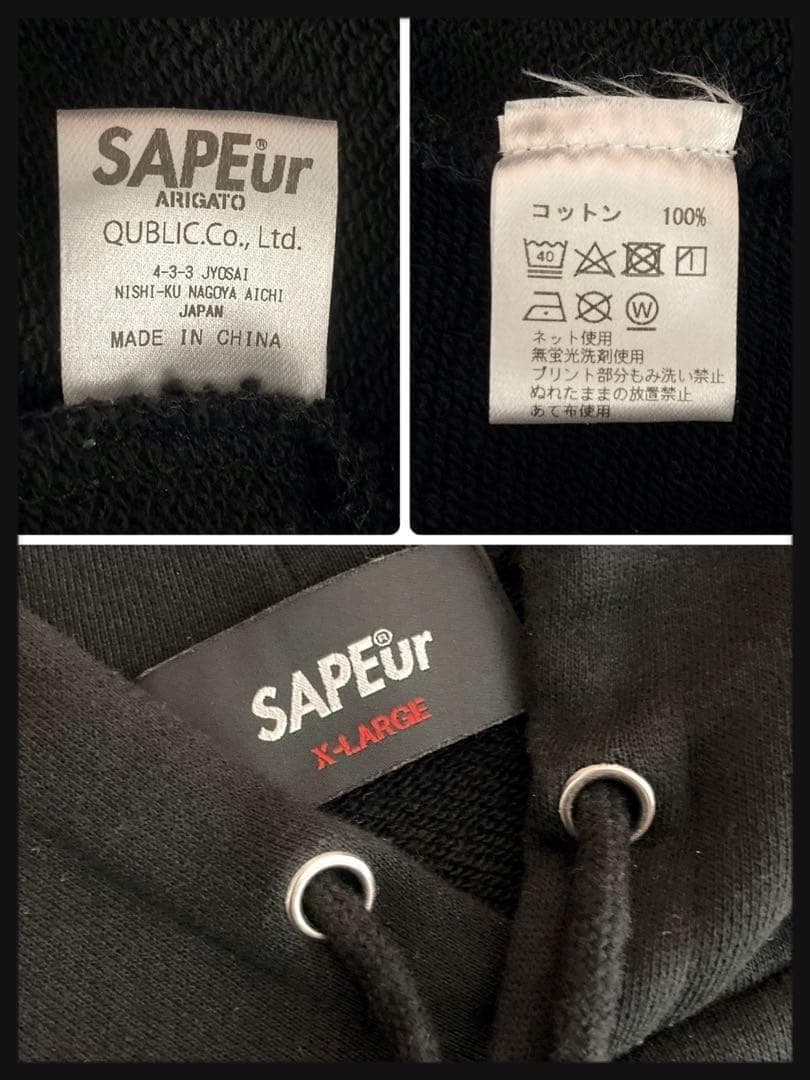 SAPEur®
ARIGATO
QUBLIC.Co., Ltd.
4-3-3 JYOSAI
NISHI-KU NAGOYA AICHI
JAPAN
MADE IN CHINA
コットン 100%
40
W
ネット使用
無蛍光洗剤使用
プリント部分もみ洗い禁止
ぬれたままの放置禁止
あて布使用
SAPEur®
X-LARGE